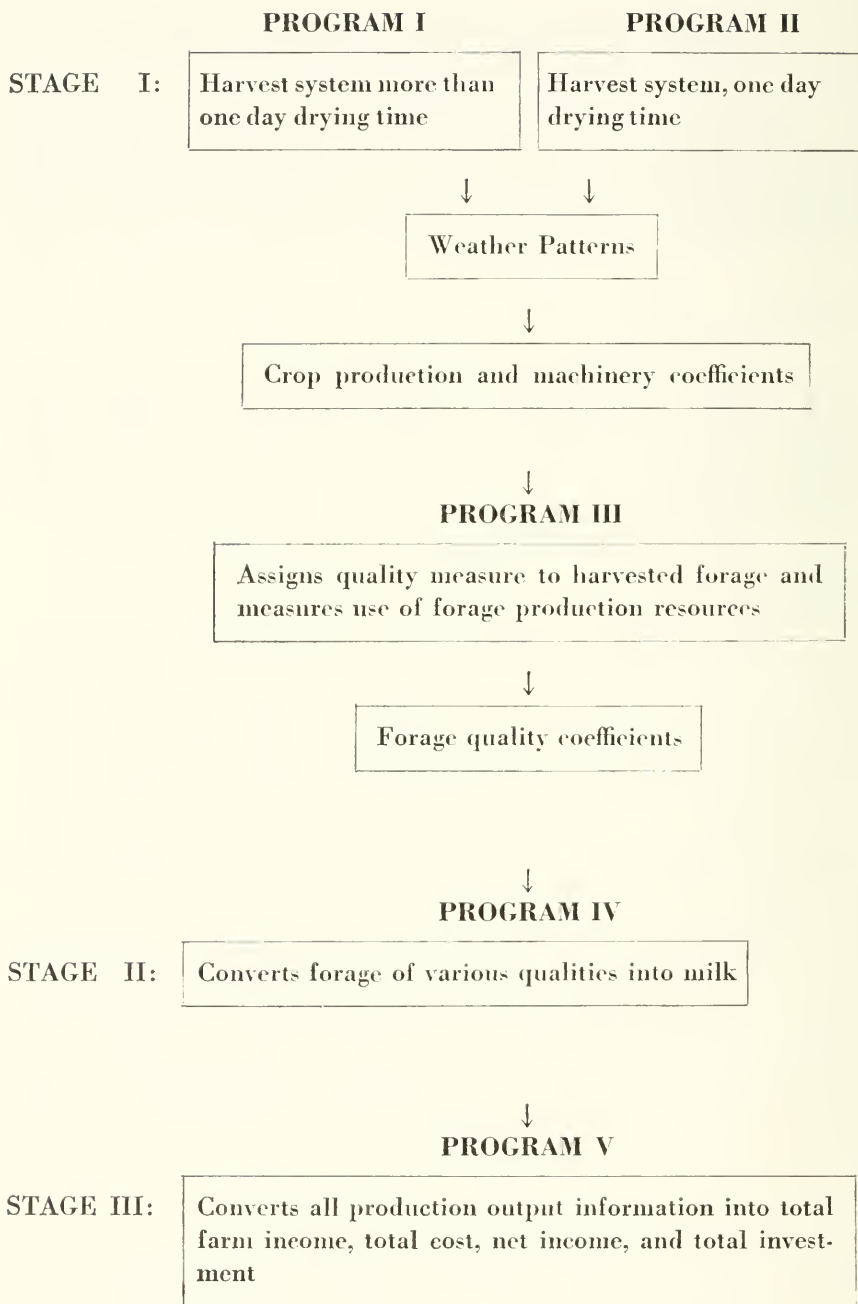 PROGRAM I PROGRAM II
STAGE I: Harvest system more than Harvest system, one day
one day drying time drying time
↓ ↓
Weather Patterns
↓
Crop production and machinery coefficients
↓
PROGRAM III
Assigns quality measure to harvested forage and
measures use of forage production resources
↓
Forage quality coefficients
↓
PROGRAM IV
STAGE II: Converts forage of various qualities into milk
↓
PROGRAM V
STAGE III: Converts all production output information into total
farm income, total cost, net income, and total invest-
ment